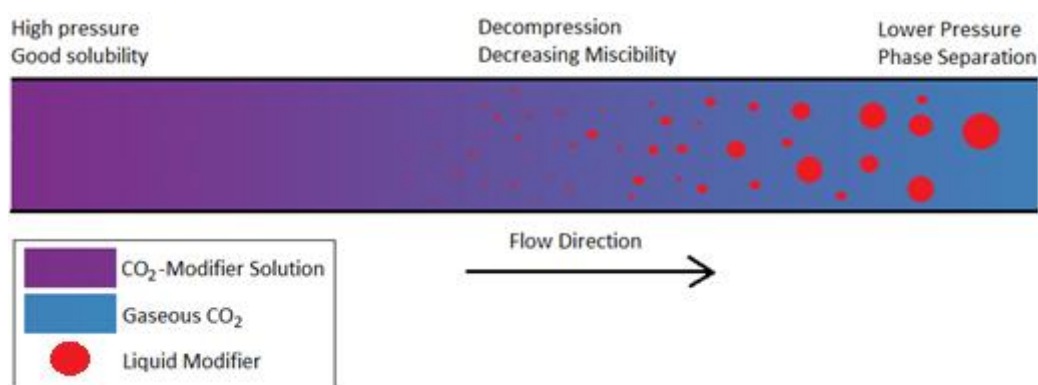 High pressure
Good solubility
Decompression
Decreasing Miscibility
Lower Pressure
Phase Separation
Flow Direction
CO₂-Modifier Solution
Gaseous CO₂
Liquid Modifier